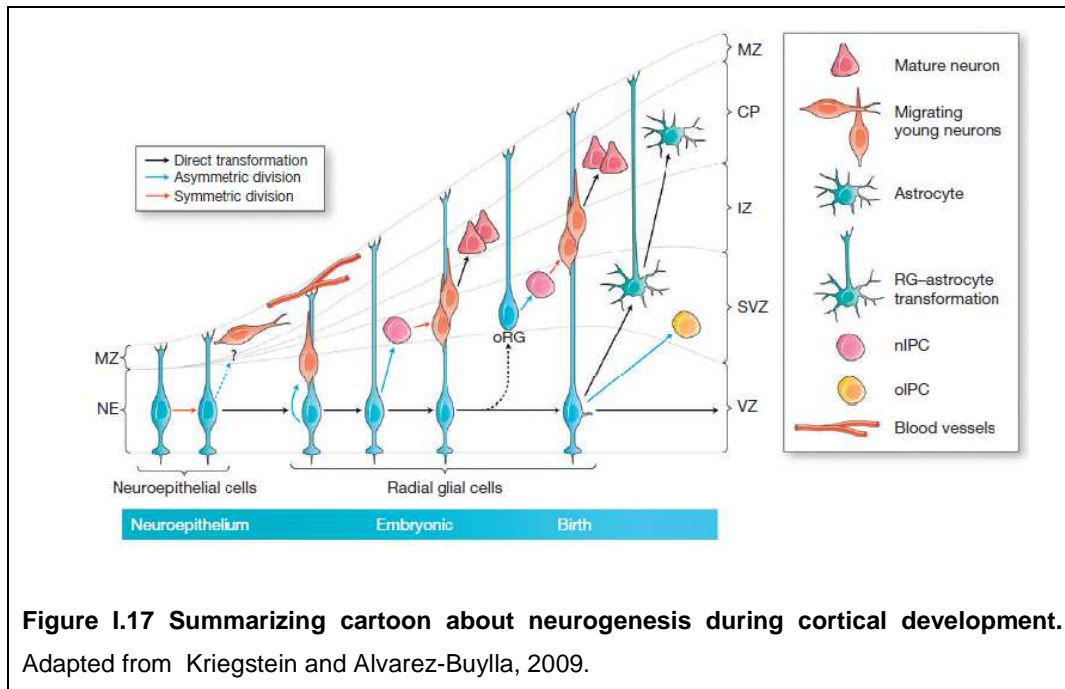 MZ
CP
IZ
SVZ
VZ
Direct transformation
Asymmetric division
Symmetric division
MZ
NE
?
oRG
Neuroepithelial cells
Radial glial cells
Neuroepithelium
Embryonic
Birth
Mature neuron
Migrating
young neurons
Astrocyte
RG–astrocyte
transformation
nIPC
oIPC
Blood vessels
Figure I.17 Summarizing cartoon about neurogenesis during cortical development.
Adapted from Kriegstein and Alvarez-Buylla, 2009.